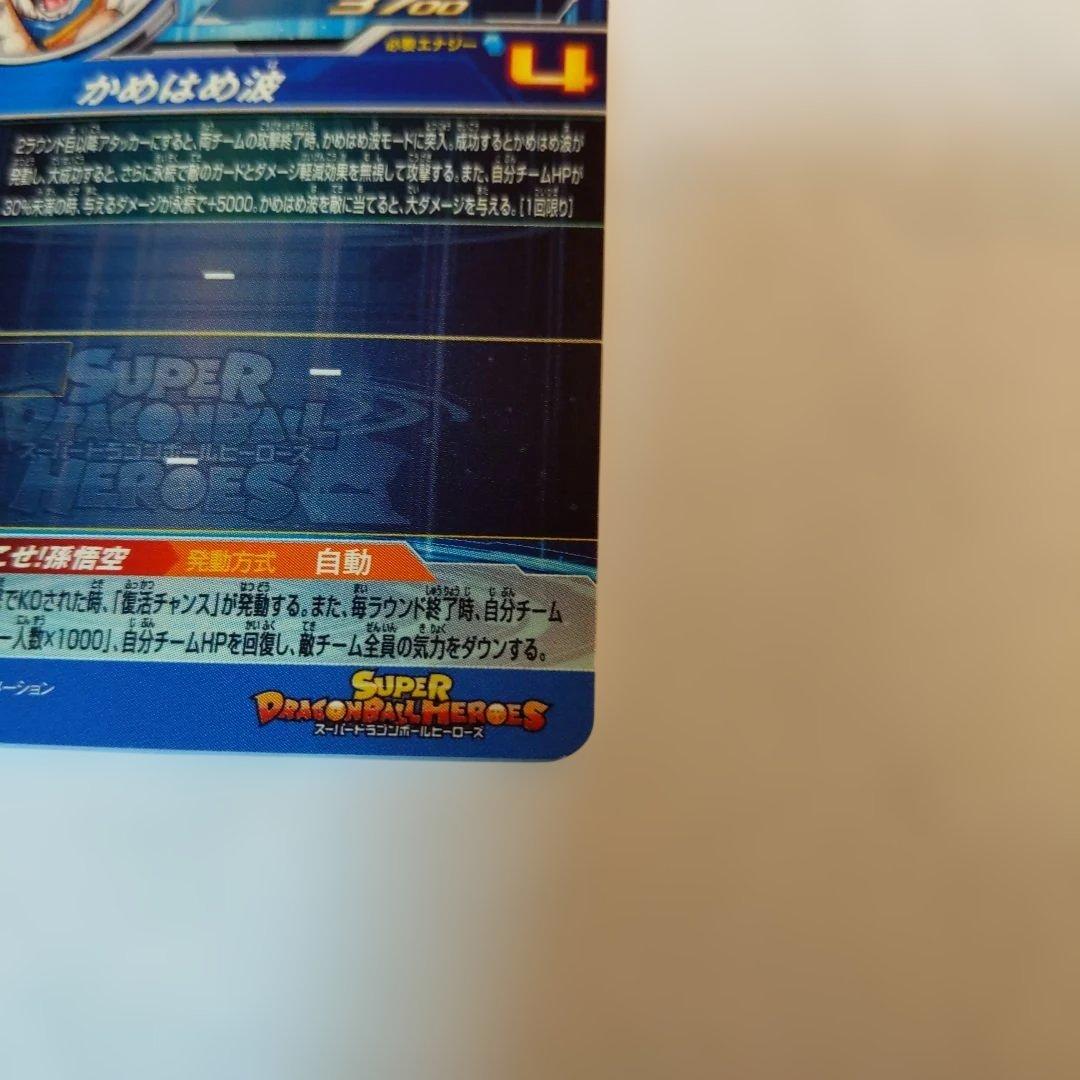 必要エナジー
4
かめはめ波
2ラウンド目以降アタッカーにすると、両チームの攻撃終了時、かめはめ波モードに突入。成功するとかめはめ波が
発動し、大成功すると、さらに永続で敵のガードとダメージ軽減効果を無視して攻撃する。また、自分チームHPが
30%未満の時、与えるダメージが永続で+5000。かめはめ波を敵に当てると、大ダメージを与える。[1回限り]
ー
ー
SUPER
DRAGONBALL
スーパードラゴンボールヒーローズ
HEROES
ー
こせ!孫悟空 発動方式 自動
でKOされた時、「復活チャンス」が発動する。また、毎ラウンド終了時、自分チーム
ー人数×1000」、自分チームHPを回復し、敵チーム全員の気力をダウンする。
ーション
SUPER
DRAGONBALL HEROES
スーパードラゴンボールヒーローズ